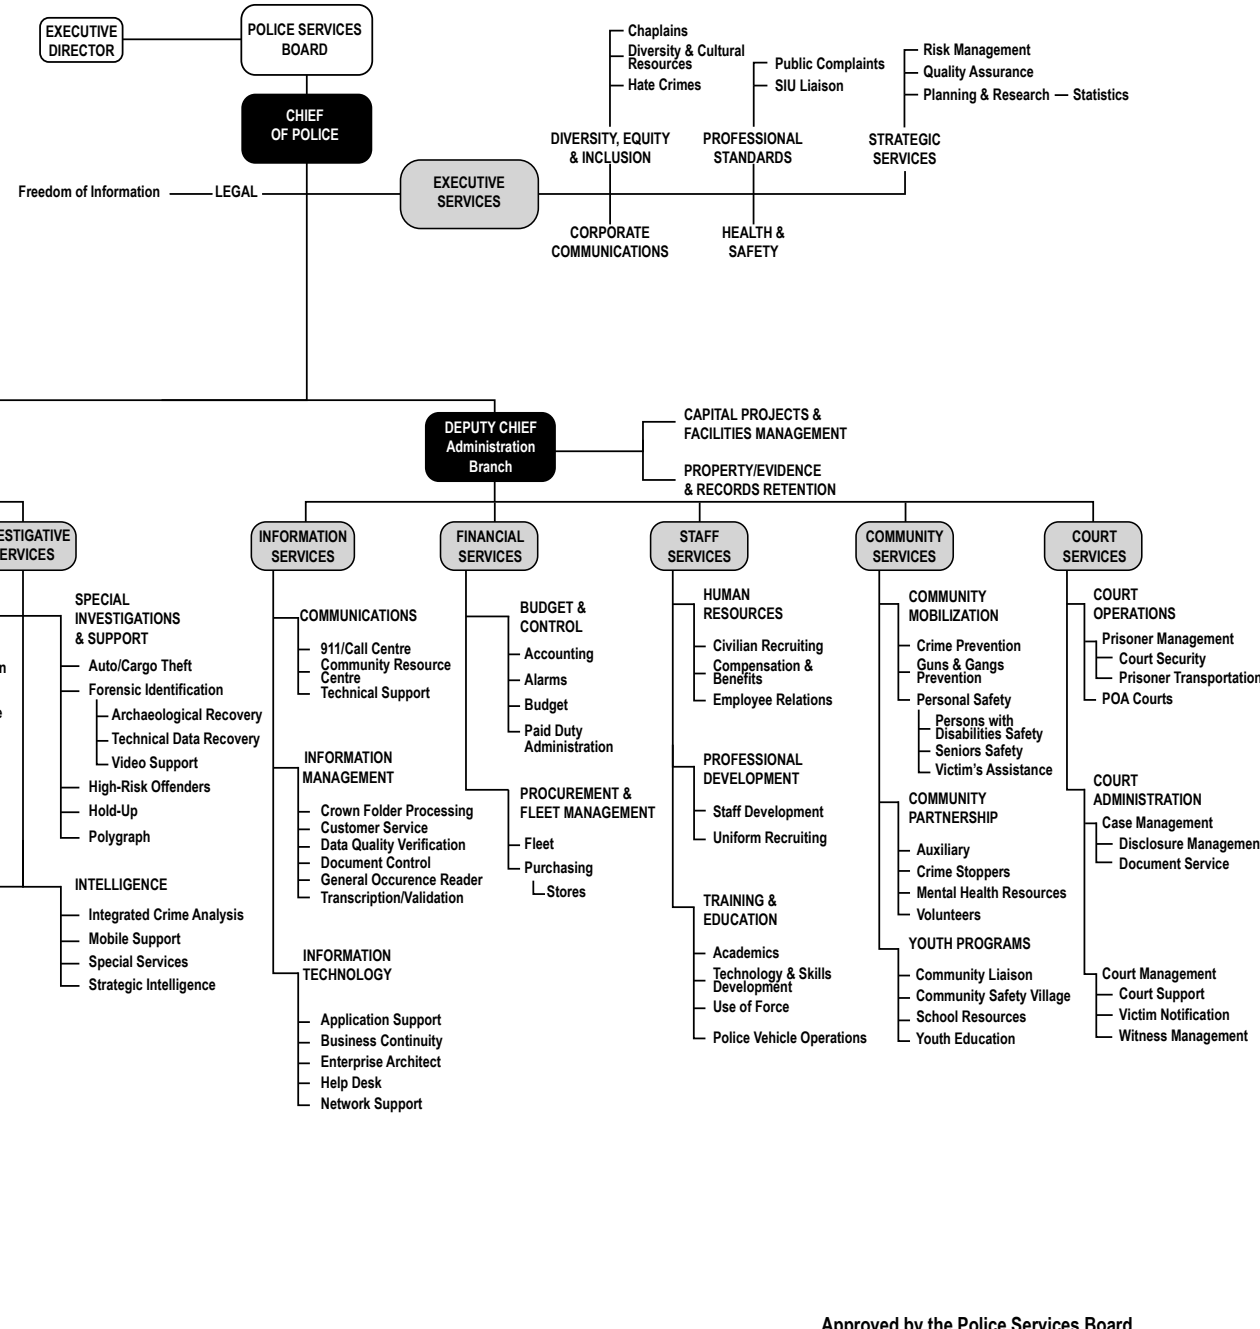 EXECUTIVE
DIRECTOR
POLICE SERVICES
BOARD
CHIEF
OF POLICE
Chaplains
Diversity & Cultural
Resources
Hate Crimes
Public Complaints
SIU Liaison
Risk Management
Quality Assurance
Planning & Research — Statistics
DIVERSITY, EQUITY
& INCLUSION
PROFESSIONAL
STANDARDS
STRATEGIC
SERVICES
Freedom of Information
LEGAL
EXECUTIVE
SERVICES
CORPORATE
COMMUNICATIONS
HEALTH &
SAFETY
DEPUTY CHIEF
Administration
Branch
CAPITAL PROJECTS &
FACILITIES MANAGEMENT
PROPERTY/EVIDENCE
& RECORDS RETENTION
ESTIGATIVE
ERVICES
SPECIAL
INVESTIGATIONS
& SUPPORT
Auto/Cargo Theft
Forensic Identification
Archaeological Recovery
Technical Data Recovery
Video Support
High-Risk Offenders
Hold-Up
Polygraph
INTELLIGENCE
Integrated Crime Analysis
Mobile Support
Special Services
Strategic Intelligence
INFORMATION
SERVICES
COMMUNICATIONS
911/Call Centre
Community Resource
Centre
Technical Support
INFORMATION
MANAGEMENT
Crown Folder Processing
Customer Service
Data Quality Verification
Document Control
General Occurence Reader
Transcription/Validation
INFORMATION
TECHNOLOGY
Application Support
Business Continuity
Enterprise Architect
Help Desk
Network Support
FINANCIAL
SERVICES
BUDGET &
CONTROL
Accounting
Alarms
Budget
Paid Duty
Administration
PROCUREMENT &
FLEET MANAGEMENT
Fleet
Purchasing
Stores
STAFF
SERVICES
HUMAN
RESOURCES
Civilian Recruiting
Compensation &
Benefits
Employee Relations
PROFESSIONAL
DEVELOPMENT
Staff Development
Uniform Recruiting
TRAINING &
EDUCATION
Academics
Technology & Skills
Development
Use of Force
Police Vehicle Operations
COMMUNITY
SERVICES
COMMUNITY
MOBILIZATION
Crime Prevention
Guns & Gangs
Prevention
Personal Safety
Persons with
Disabilities Safety
Seniors Safety
Victim's Assistance
COMMUNITY
PARTNERSHIP
Auxiliary
Crime Stoppers
Mental Health Resources
Volunteers
YOUTH PROGRAMS
Community Liaison
Community Safety Village
School Resources
Youth Education
COURT
SERVICES
COURT
OPERATIONS
Prisoner Management
Court Security
Prisoner Transportation
POA Courts
COURT
ADMINISTRATION
Case Management
Disclosure Managemen
Document Service
Court Management
Court Support
Victim Notification
Witness Management
Approved by the Police Services Board